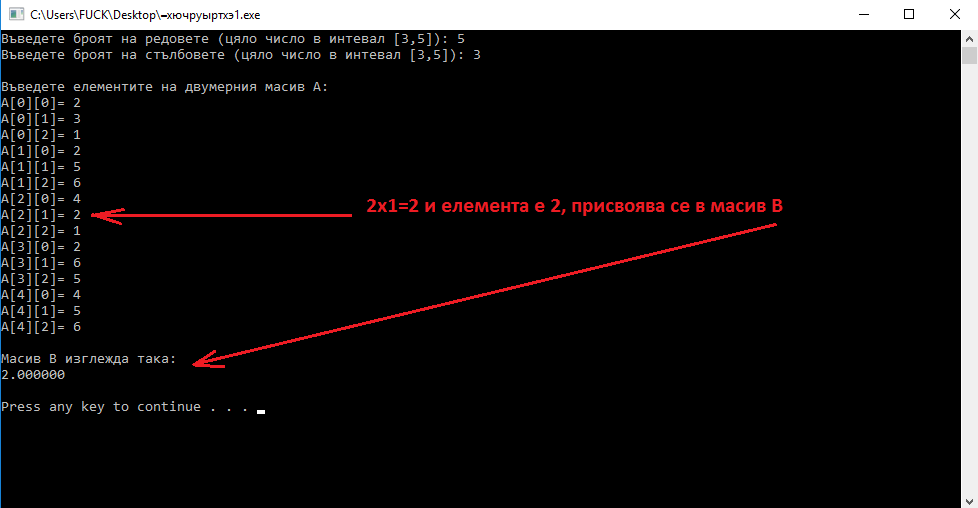 C:\Users\FUCK\Desktop\–хючруыртхэ1.exe
Въведете броят на редовете (цяло число в интевал [3,5]): 5
Въведете броят на стълбовете (цяло число в интевал [3,5]): 3
Въведете елементите на двумерния масив A:
A[0][0]= 2
A[0][1]= 3
A[0][2]= 1
A[1][0]= 2
A[1][1]= 5
A[1][2]= 6
A[2][0]= 4
A[2][1]= 2
2x1=2 и елемента е 2, присвоява се в масив B
A[2][2]= 1
A[3][0]= 2
A[3][1]= 6
A[3][2]= 5
A[4][0]= 4
A[4][1]= 5
A[4][2]= 6
Масив B изглежда така:
2.000000
Press any key to continue . . .